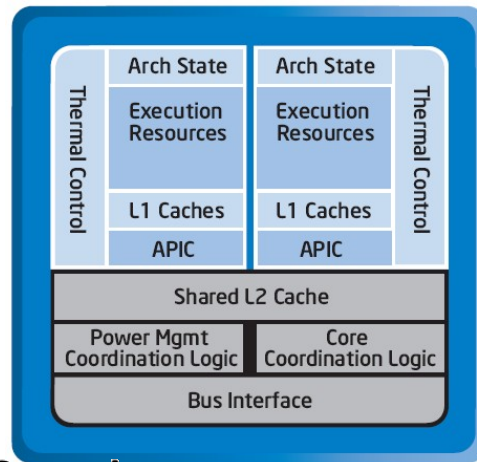 Thermal Control
Arch State
Execution
Resources
L1 Caches
APIC
Arch State
Execution
Resources
L1 Caches
APIC
Thermal Control
Shared L2 Cache
Power Mgmt
Coordination Logic
Core
Coordination Logic
Bus Interface